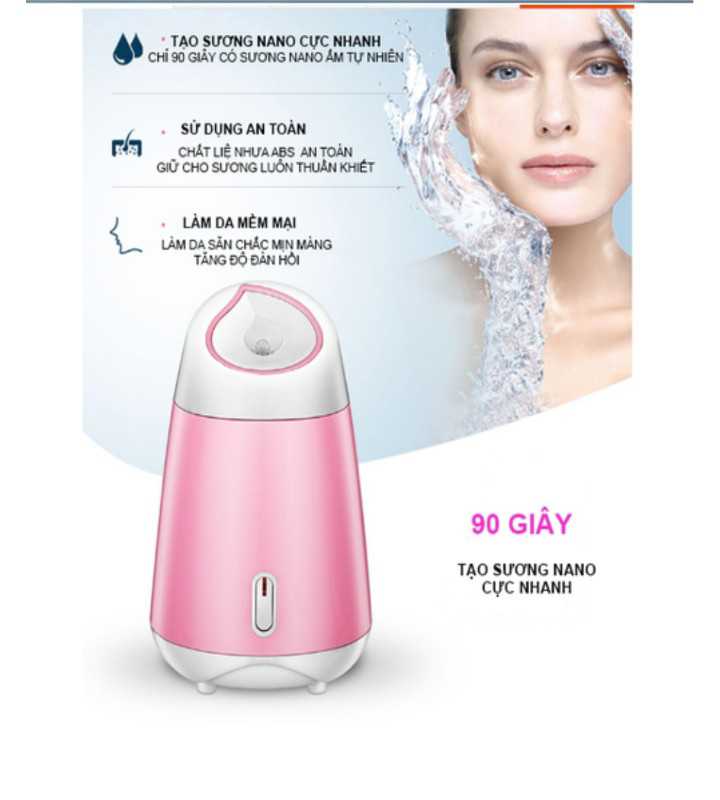 TẠO SƯƠNG NANO CỰC NHANH
CHỈ 90 GIÂY CÓ SƯƠNG NANO ẨM TỰ NHIÊN
SỬ DỤNG AN TOÀN
CHẤT LIỆ NHƯA ABS AN TOÀN
GIỮ CHO SƯƠNG LUÔN THUẦN KHIẾT
LÀM DA MỀM MẠI
LÀM DA SĂN CHẮC MỊN MÀNG
TĂNG ĐỘ ĐÀN HỒI
90 GIÂY
TẠO SƯƠNG NANO
CỰC NHANH